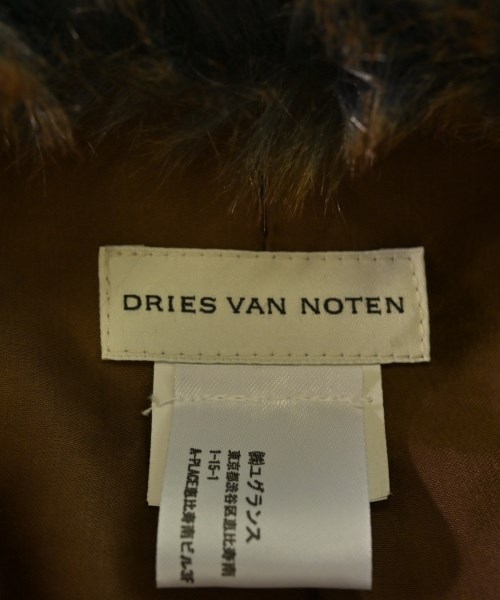 DRIES VAN NOTEN
㈱ユグランス
東京都渋谷区恵比寿南
1-15-1
A-PLACE恵比寿南ビル3F